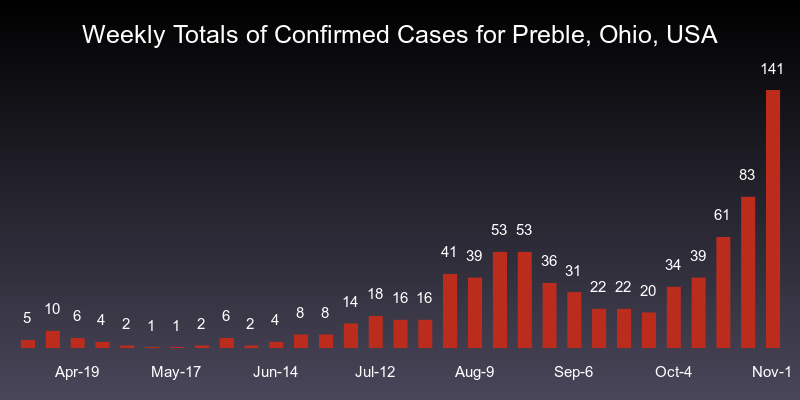 Weekly Totals of Confirmed Cases for Preble, Ohio, USA
141
83
61
53 53
41 39 36 31 34 39
22 22 20
14 18 16 16
5 10 6 4 2 1 1 2 6 2 4 8 8
Apr-19 May-17 Jun-14 Jul-12 Aug-9 Sep-6 Oct-4 Nov-1